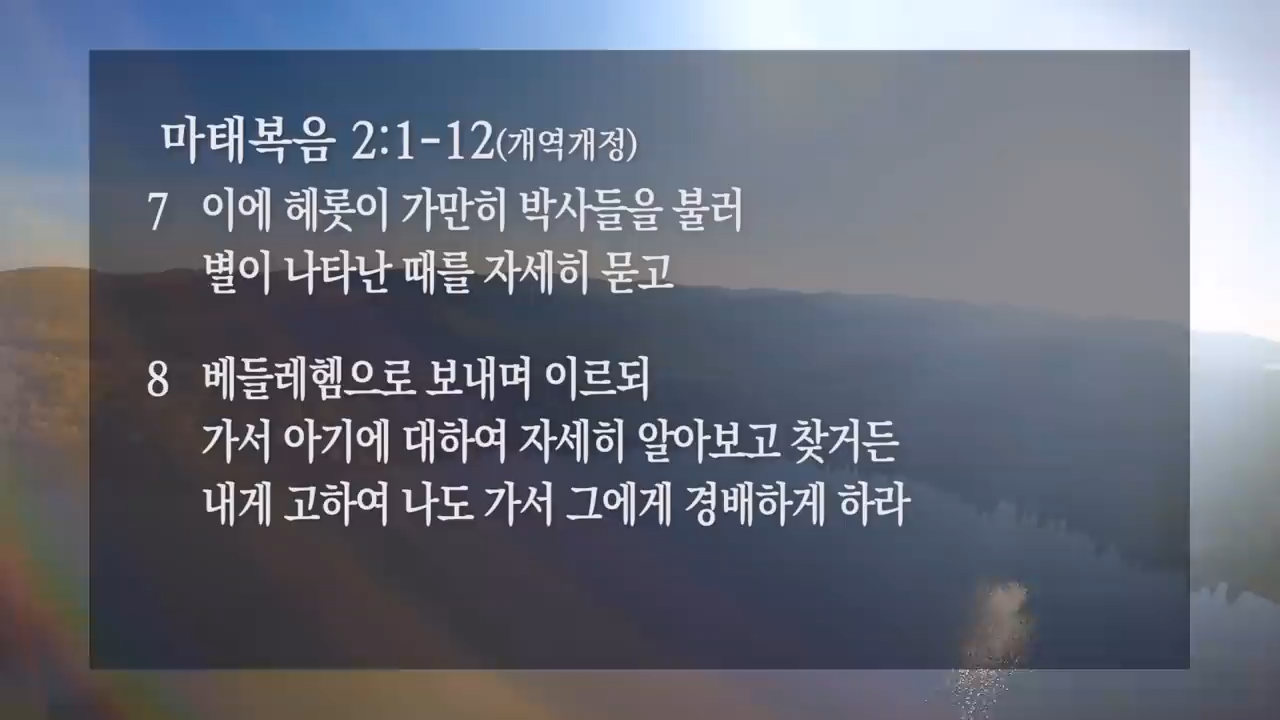 마태복음 2:1-12(개역개정)
7 이에 헤롯이 가만히 박사들을 불러
별이 나타난 때를 자세히 묻고
8 베들레헴으로 보내며 이르되
가서 아기에 대하여 자세히 알아보고 찾거든
내게 고하여 나도 가서 그에게 경배하게 하라